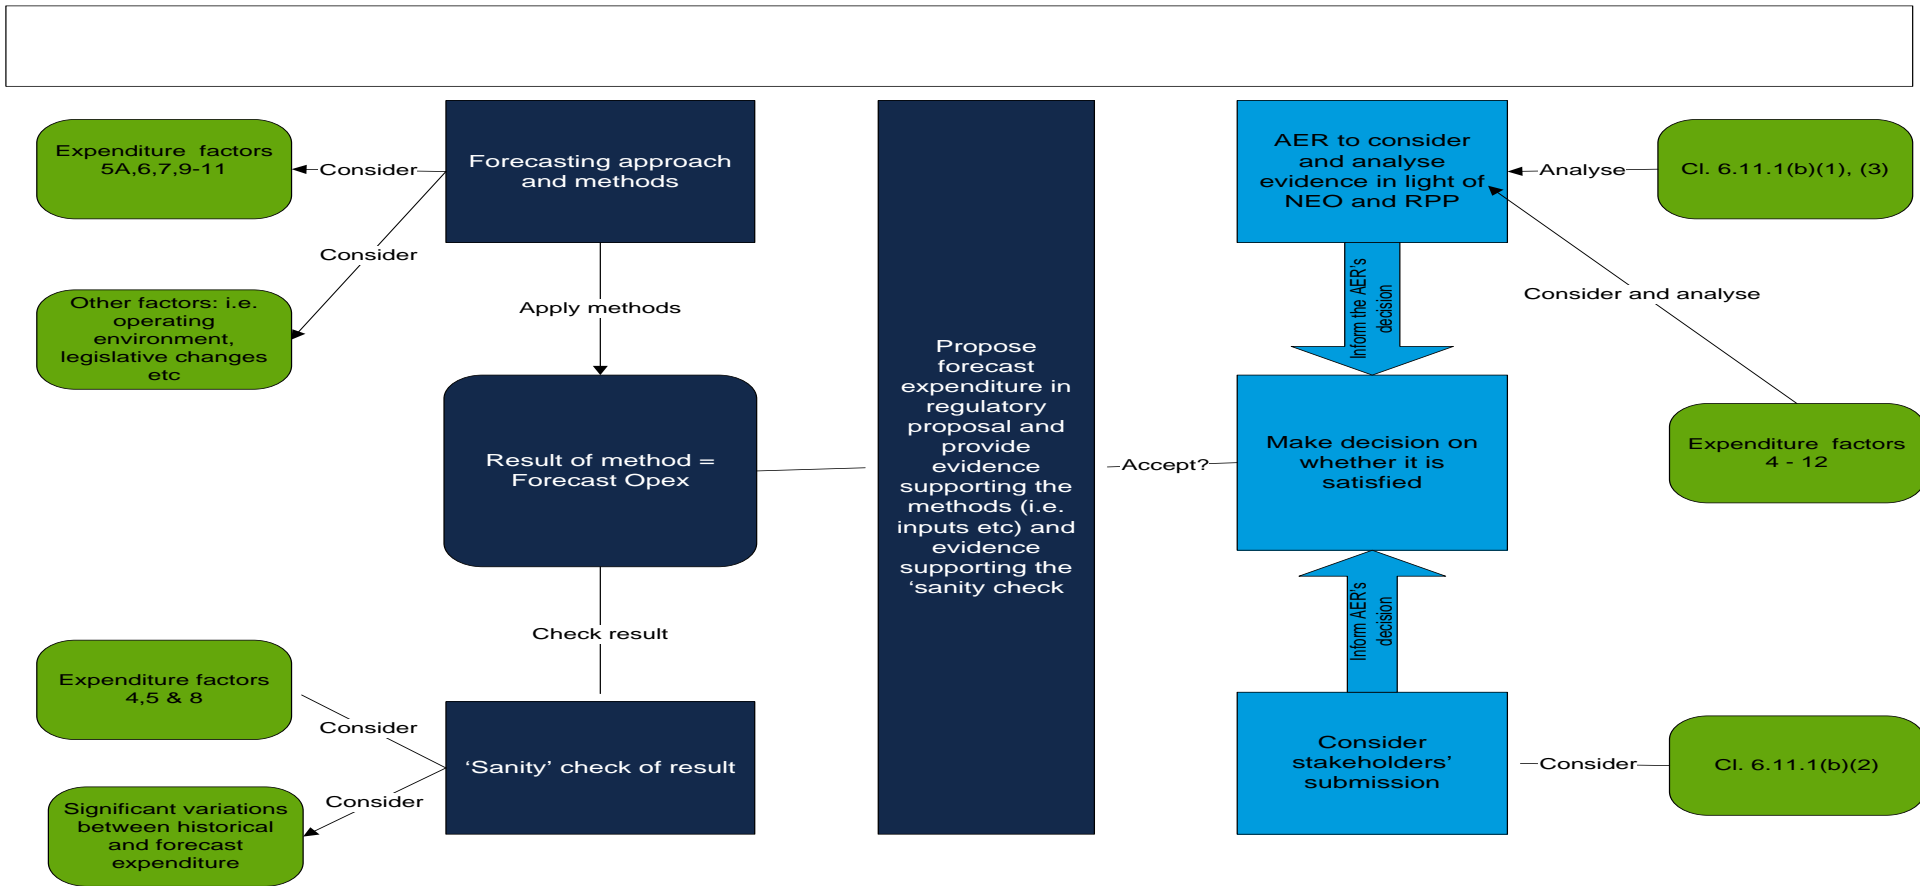 Expenditure factors
5A,6,7,9-11
Consider
Forecasting approach
and methods
Consider
Other factors: i.e.
operating
environment,
legislative changes
etc
Apply methods
Result of method =
Forecast Opex
Check result
Expenditure factors
4,5 & 8
Consider
‘Sanity’ check of result
Consider
Significant variations
between historical
and forecast
expenditure
Propose
forecast
expenditure in
regulatory
proposal and
provide
evidence
supporting the
methods (i.e.
inputs etc) and
evidence
supporting the
‘sanity check
AER to consider
and analyse
evidence in light of
NEO and RPP
Analyse
Cl. 6.11.1(b)(1), (3)
Inform the AER's
decision
Consider and analyse
Expenditure factors
4 - 12
Accept?
Make decision on
whether it is
satisfied
Inform AER's
decision
Consider
stakeholders’
submission
Consider
Cl. 6.11.1(b)(2)